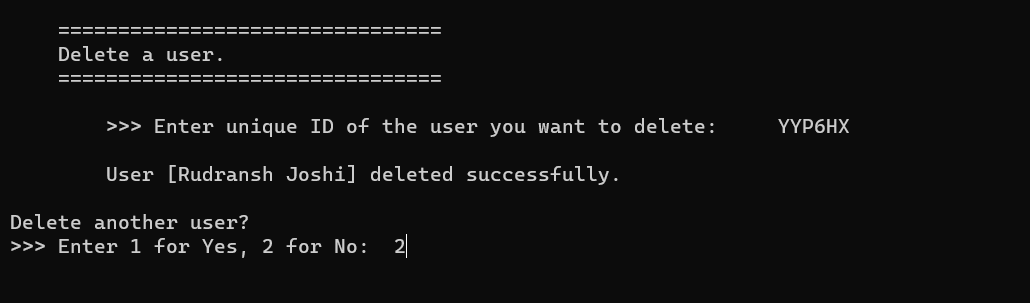 ================================
Delete a user.
================================
>>> Enter unique ID of the user you want to delete: YYP6HX
User [Rudransh Joshi] deleted successfully.
Delete another user?
>>> Enter 1 for Yes, 2 for No: 2